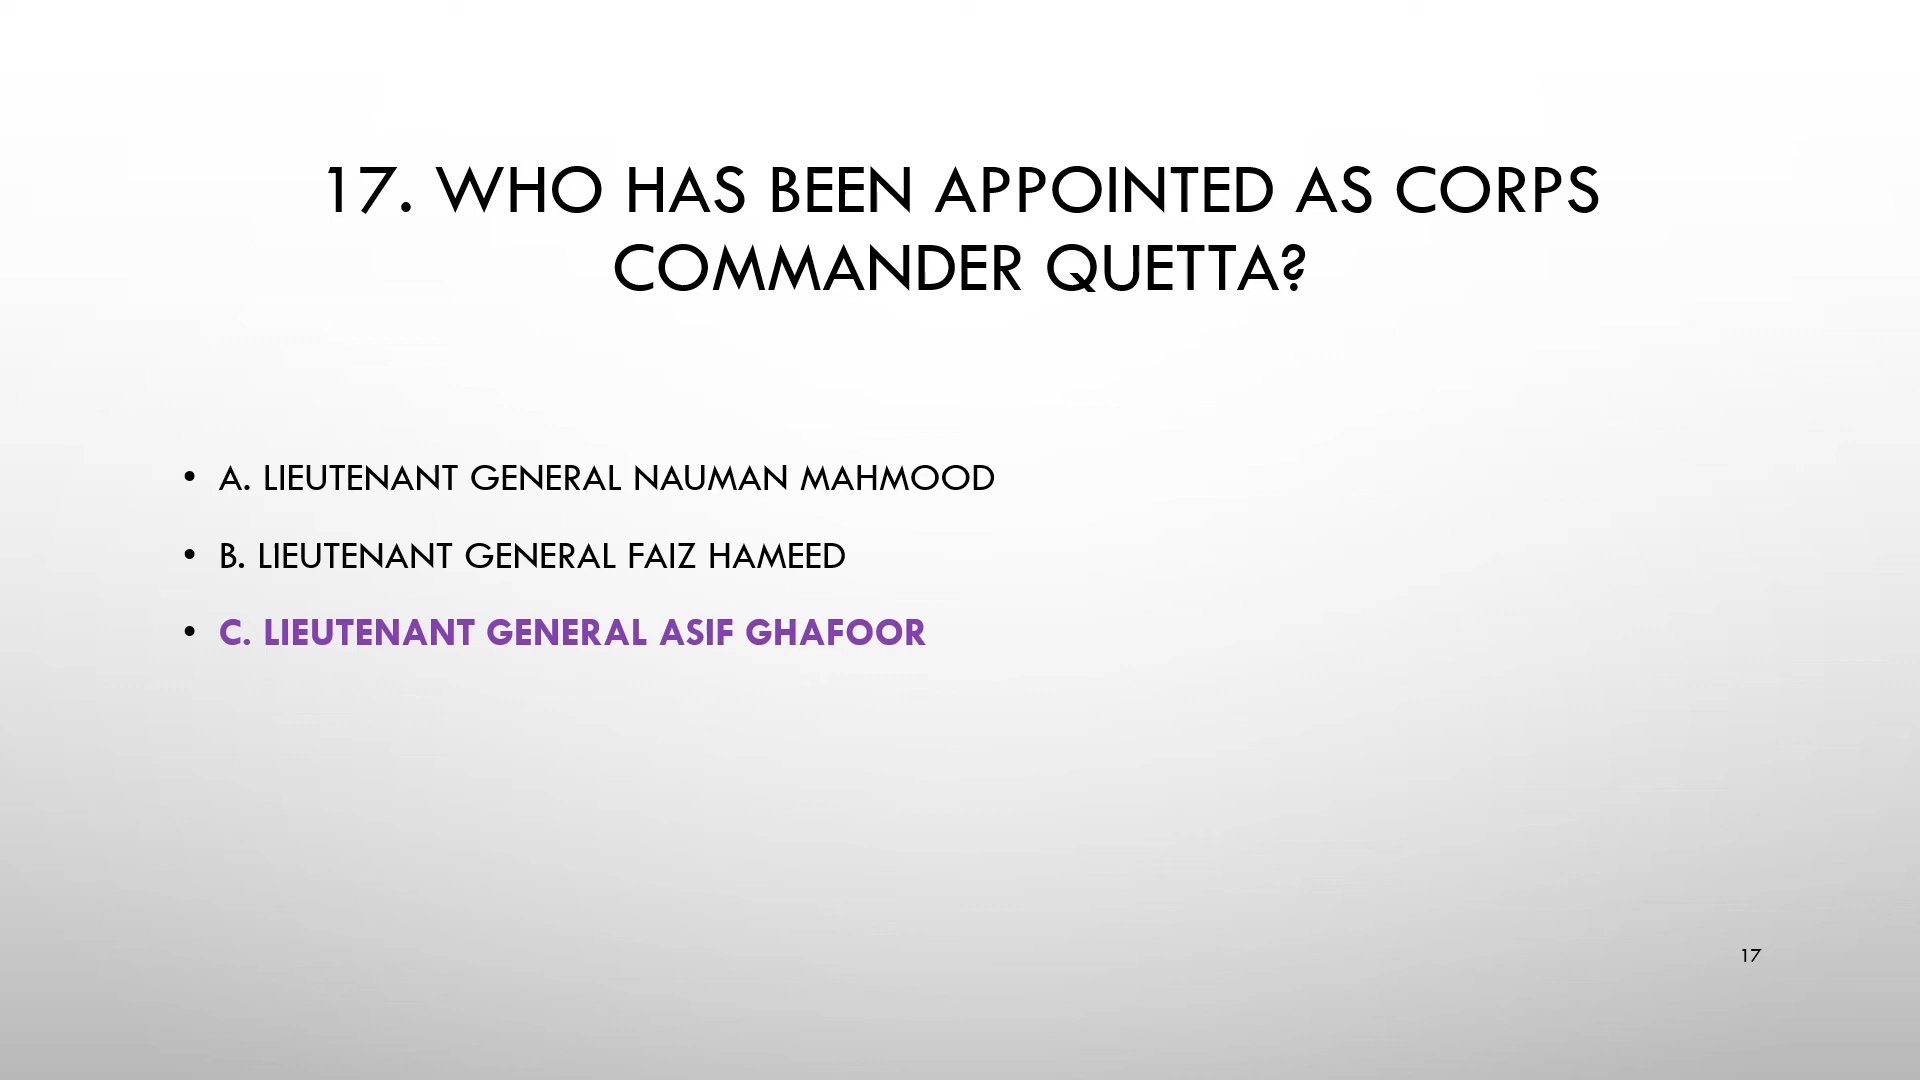 17. WHO HAS BEEN APPOINTED AS CORPS
COMMANDER QUETTA?
• A. LIEUTENANT GENERAL NAUMAN MAHMOOD
• B. LIEUTENANT GENERAL FAIZ HAMEED
• C. LIEUTENANT GENERAL ASIF GHAFOOR
17